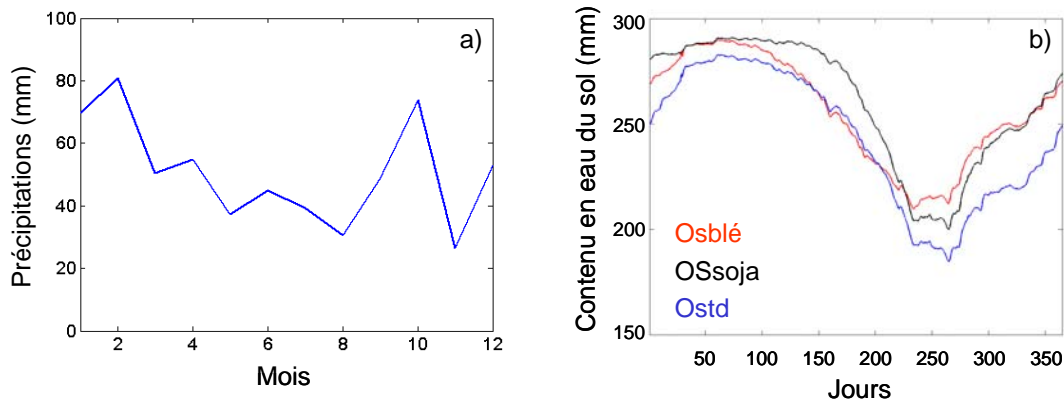 Précipitations (mm)
100
80
60
40
20
0
a)
2
4
6
8
10
12
Mois
Contenu en eau du sol (mm)
300
250
200
150
b)
Osblé
OSsoja
Ostd
50
100
150
200
250
300
350
Jours